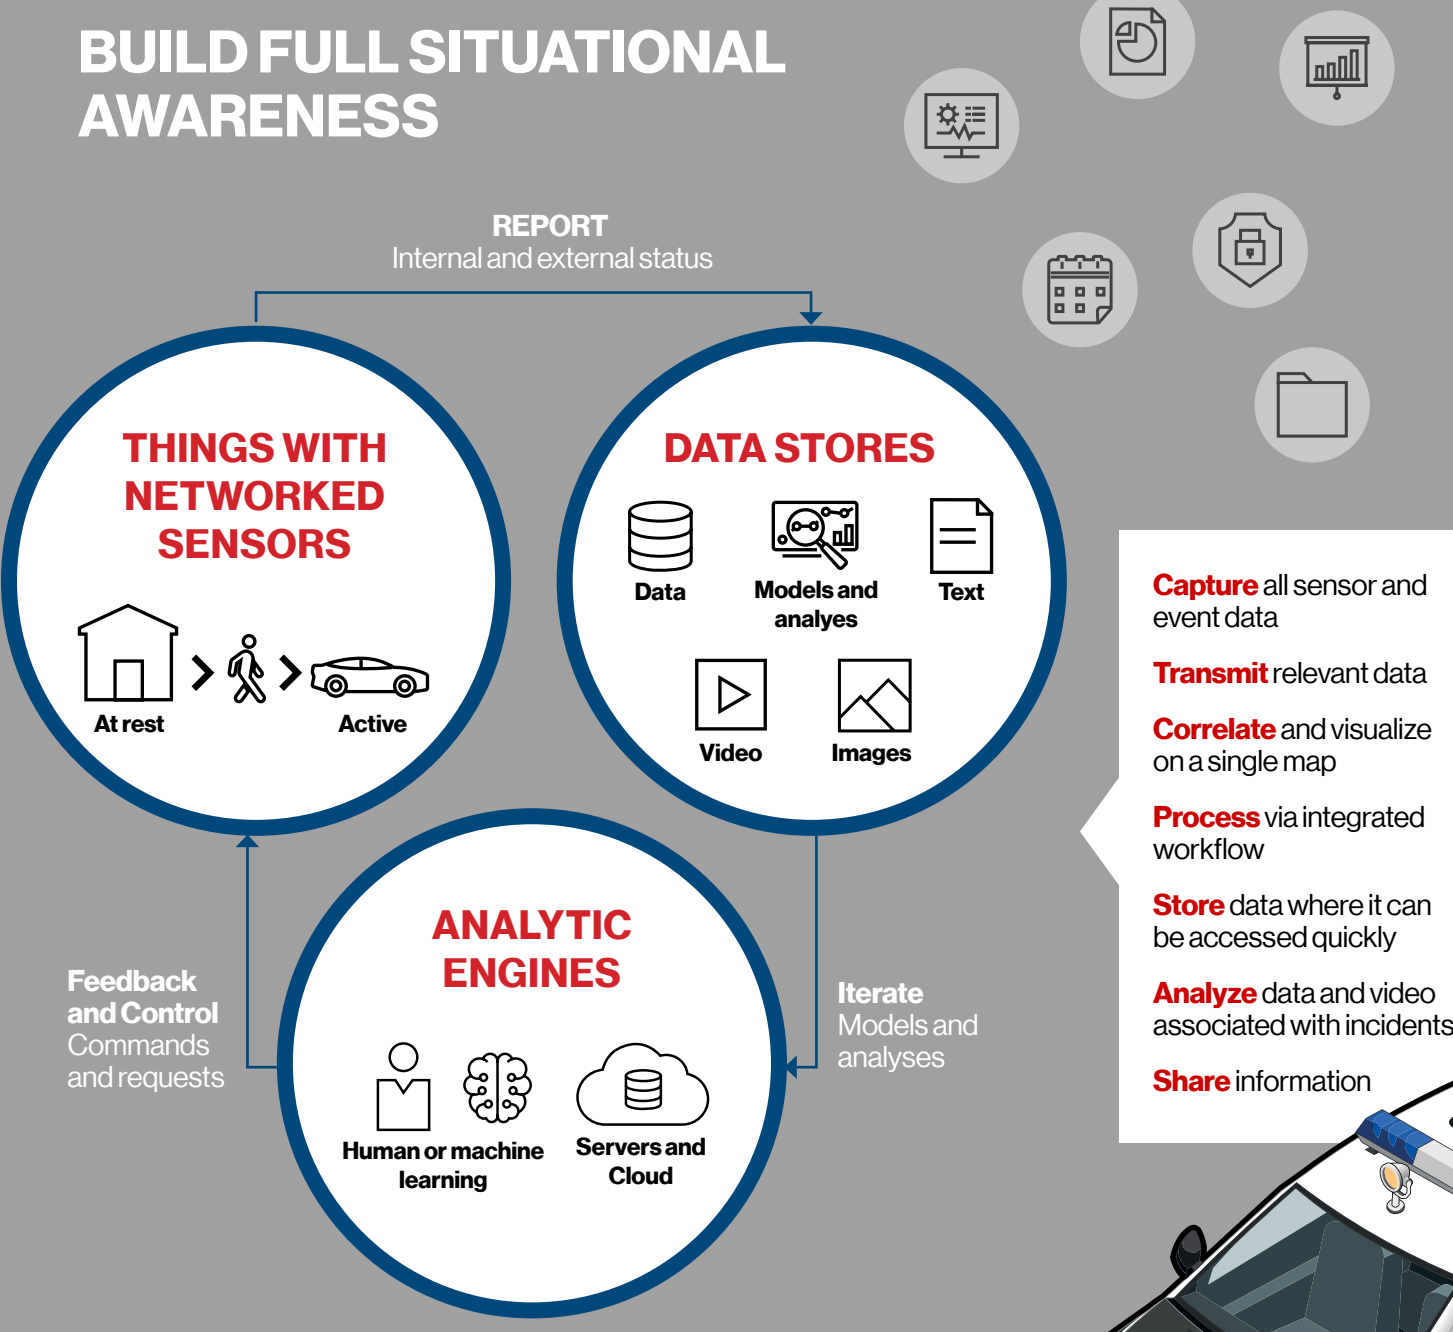 BUILD FULL SITUATIONAL
AWARENESS
REPORT
Internal and external status
THINGS WITH
NETWORKED
SENSORS
At rest
Active
DATA STORES
Data
Models and
analyes
Text
Video
Images
ANALYTIC
ENGINES
Human or machine
learning
Servers and
Cloud
Feedback
and Control
Commands
and requests
Iterate
Models and
analyses
Capture all sensor and
event data
Transmit relevant data
Correlate and visualize
on a single map
Process via integrated
workflow
Store data where it can
be accessed quickly
Analyze data and video
associated with incidents
Share information